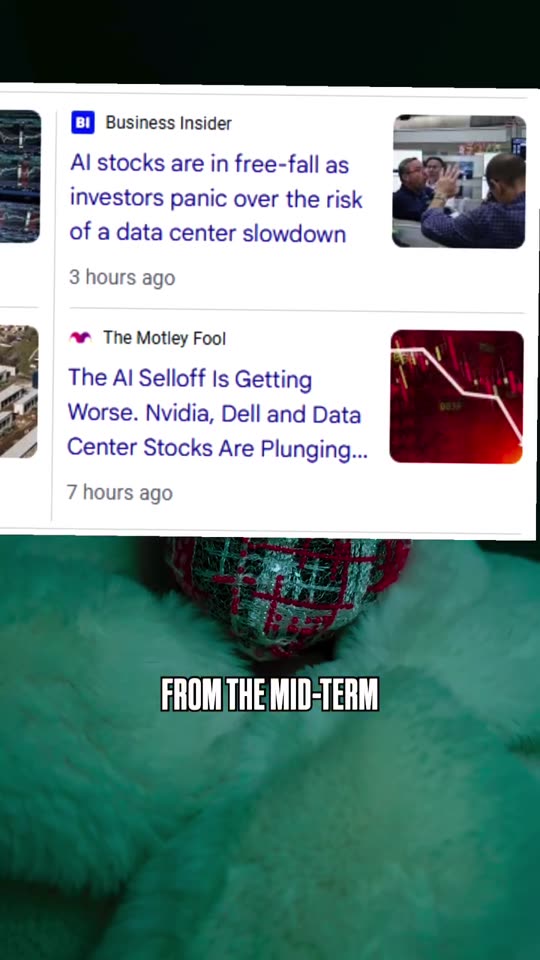 BI Business Insider
AI stocks are in free-fall as
investors panic over the risk
of a data center slowdown
3 hours ago
The Motley Fool
The AI Selloff Is Getting
Worse. Nvidia, Dell and Data
Center Stocks Are Plunging...
7 hours ago
FROM THE MID-TERM